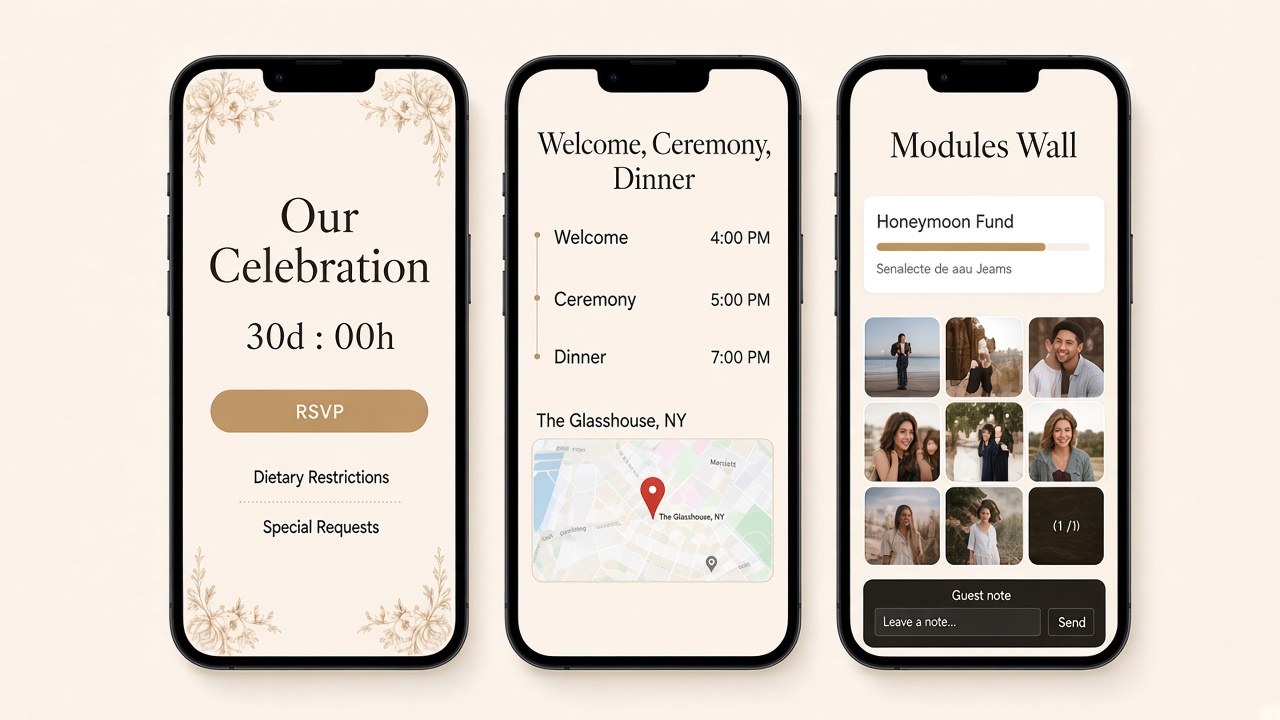 Our
Celebration
30d : 00h
RSVP
Dietary Restrictions
Special Requests
Welcome, Ceremony,
Dinner
Welcome 4:00 PM
Ceremony 5:00 PM
Dinner 7:00 PM
The Glasshouse, NY
Marriett
The Glasshouse, NY
Modules Wall
Honeymoon Fund
Senalecte de aau Jeams
(1 /1))
Guest note
Leave a note...
Send